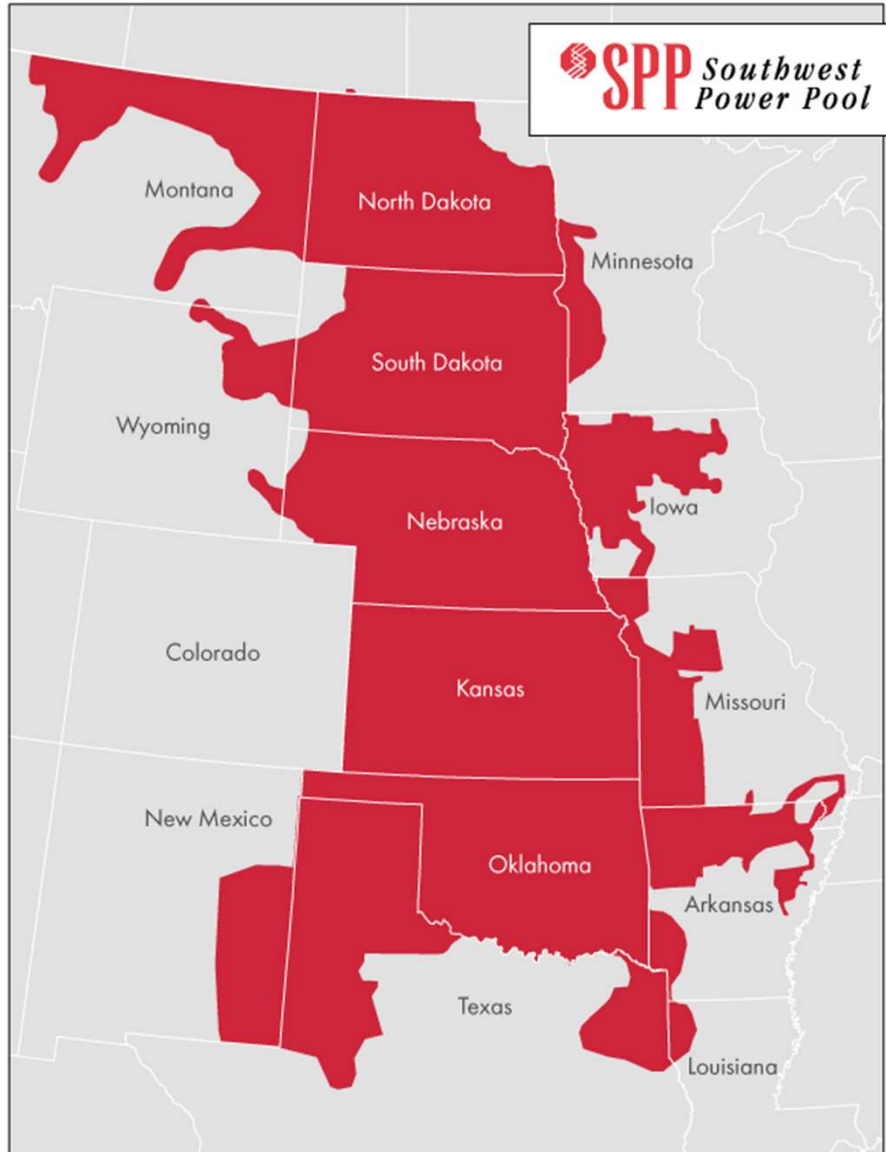 SPP Southwest
Power Pool
Montana
North Dakota
Minnesota
South Dakota
Wyoming
Iowa
Nebraska
Colorado
Kansas
Missouri
New Mexico
Oklahoma
Arkansas
Texas
Louisiana